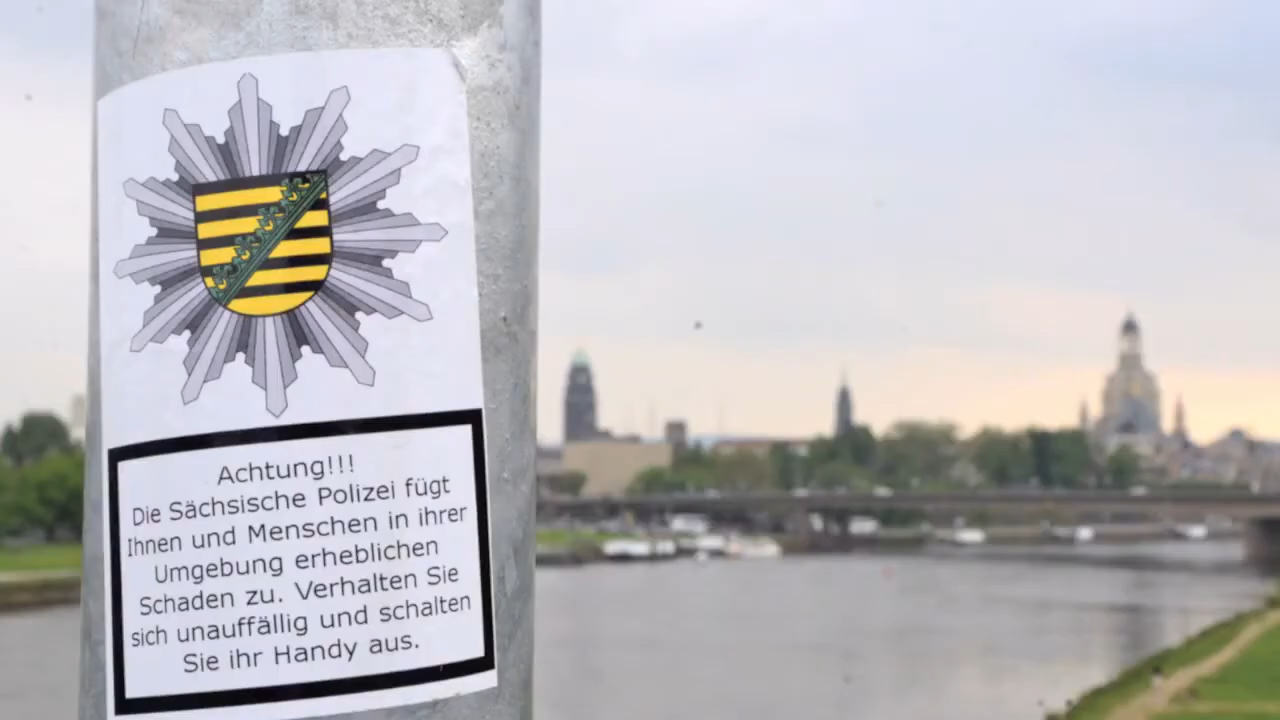 Achtung!!!
Die Sächsische Polizei fügt
Ihnen und Menschen in ihrer
Umgebung erheblichen
Schaden zu. Verhalten Sie
sich unauffällig und schalten
Sie ihr Handy aus.